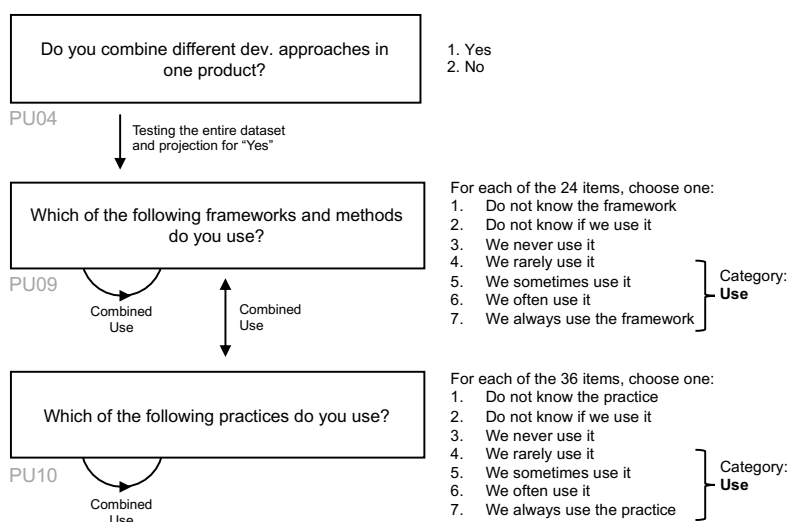 Do you combine different dev. approaches in
one product?
1. Yes
2. No
PU04
Testing the entire dataset
and projection for “Yes”
Which of the following frameworks and methods
do you use?
For each of the 24 items, choose one:
1. Do not know the framework
2. Do not know if we use it
3. We never use it
4. We rarely use it
5. We sometimes use it
6. We often use it
7. We always use the framework
Category:
Use
PU09
Combined
Use
Combined
Use
Which of the following practices do you use?
For each of the 36 items, choose one:
1. Do not know the practice
2. Do not know if we use it
3. We never use it
4. We rarely use it
5. We sometimes use it
6. We often use it
7. We always use the practice
Category:
Use
PU10
Combined
Use